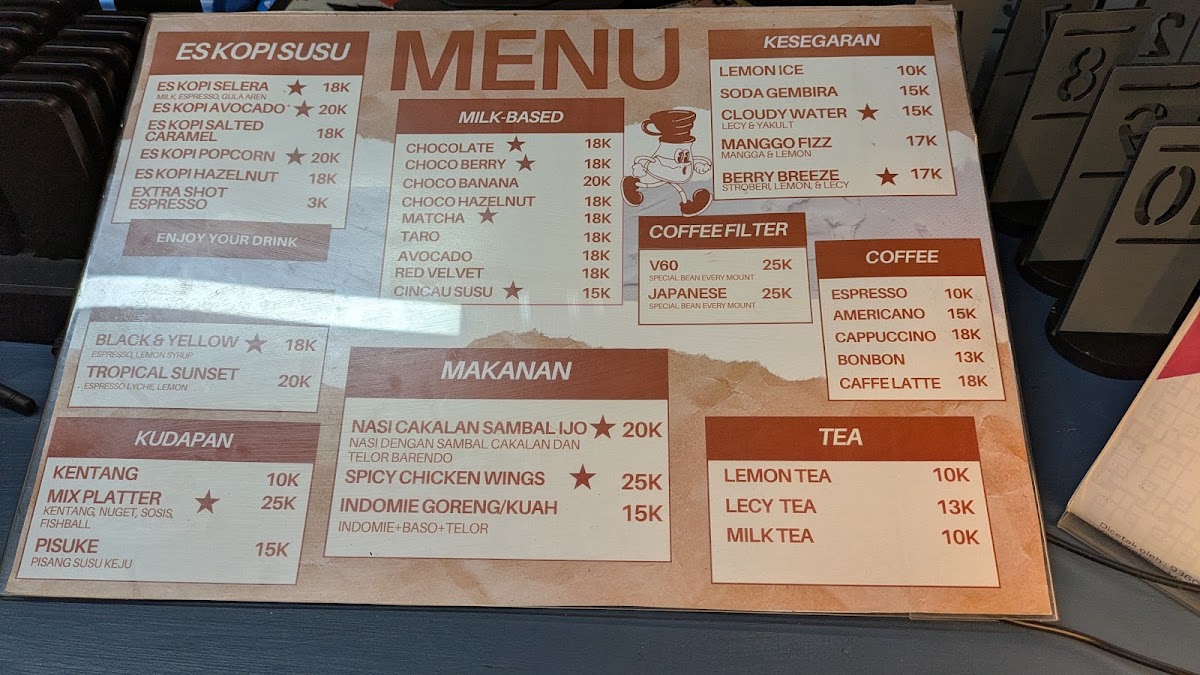 MENU
ES KOPI SUSU
ES KOPI SELERA ★ 18K
MILK, ESPRESSO, GULA AREN
ES KOPI AVOCADO ★ 20K
ES KOPI SALTED
CARAMEL 18K
ES KOPI POPCORN ★ 20K
ES KOPI HAZELNUT 18K
EXTRA SHOT
ESPRESSO 3K
ENJOY YOUR DRINK
BLACK & YELLOW ★ 18K
ESPRESSO, LEMON SYRUP
TROPICAL SUNSET 20K
ESPRESSO LYCHE, LEMON
KUDAPAN
KENTANG 10K
MIX PLATTER ★ 25K
KENTANG, NUGET, SOSIS,
FISHBALL
PISUKE 15K
PISANG SUSU KEJU
MILK-BASED
CHOCOLATE ★ 18K
CHOCO BERRY ★ 18K
CHOCO BANANA 20K
CHOCO HAZELNUT 18K
MATCHA ★ 18K
TARO 18K
AVOCADO 18K
RED VELVET 18K
CINCAU SUSU ★ 15K
MAKANAN
NASI CAKALAN SAMBAL IJO ★ 20K
NASI DENGAN SAMBAL CAKALAN DAN
TELOR BARENDO
SPICY CHICKEN WINGS ★ 25K
INDOMIE GORENG/KUAH 15K
INDOMIE+BASO+TELOR
KESEGARAN
LEMON ICE 10K
SODA GEMBIRA 15K
CLOUDY WATER ★ 15K
LECY & YAKULT
MANGGO FIZZ 17K
MANGGA & LEMON
BERRY BREEZE ★ 17K
STROBERI, LEMON, & LECY
COFFEE FILTER
V60 25K
SPECIAL BEAN EVERY MOUNT
JAPANESE 25K
SPECIAL BEAN EVERY MOUNT
COFFEE
ESPRESSO 10K
AMERICANO 15K
CAPPUCCINO 18K
BONBON 13K
CAFFE LATTE 18K
TEA
LEMON TEA 10K
LECY TEA 13K
MILK TEA 10K
8
10
Dicetak oleh :